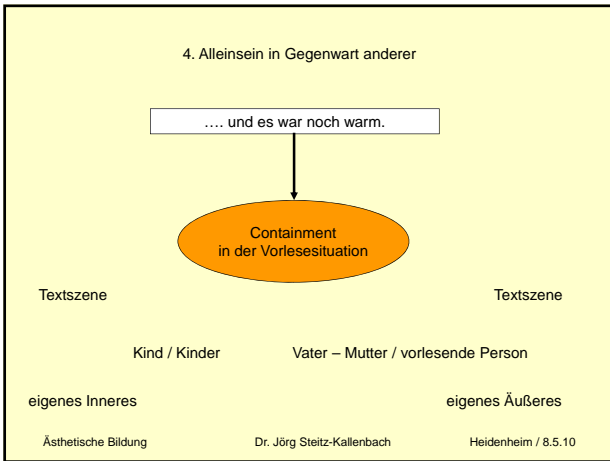 4. Alleinsein in Gegenwart anderer
…. und es war noch warm.
Containment
in der Vorlesesituation
Textszene Textszene
Kind / Kinder Vater – Mutter / vorlesende Person
eigenes Inneres eigenes Äußeres
Ästhetische Bildung Dr. Jörg Steitz-Kallenbach Heidenheim / 8.5.10